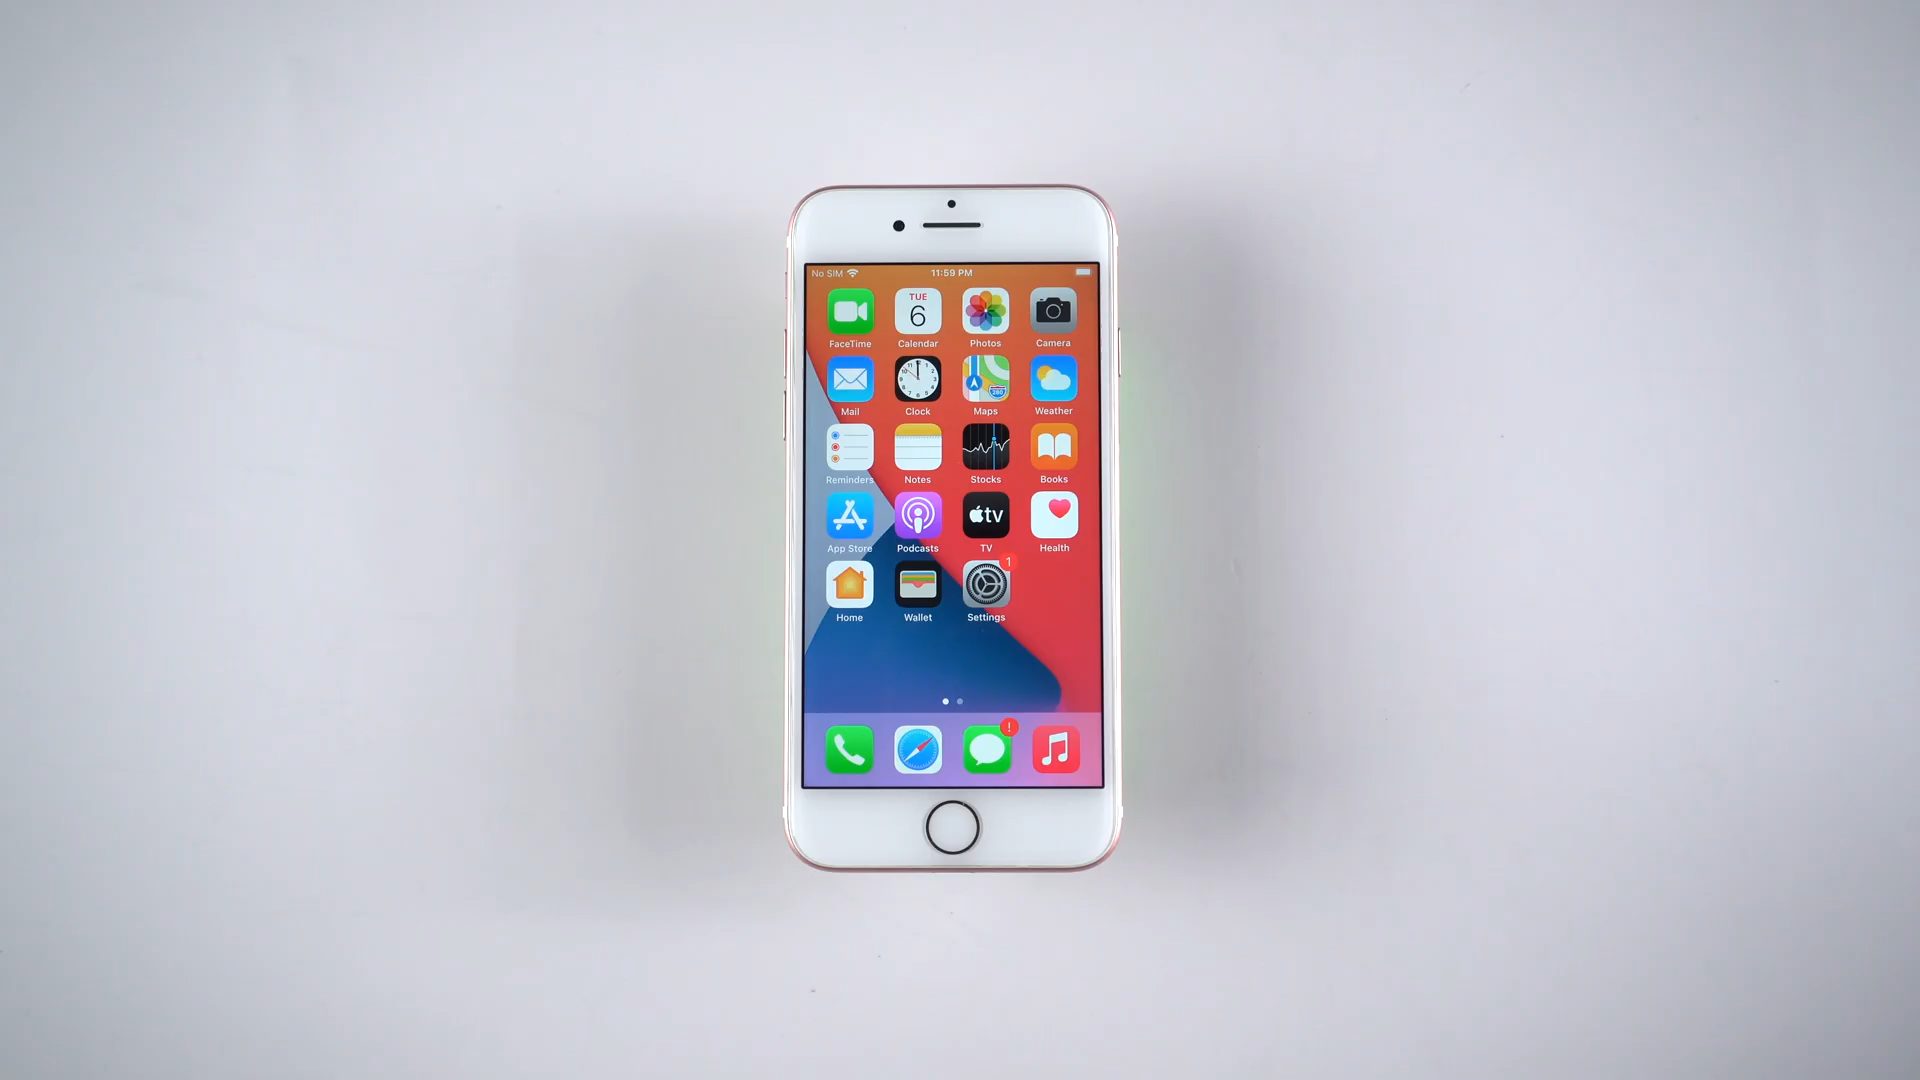 No SIM 11:59 PM
TUE
6
FaceTime Calendar Photos Camera
Mail Clock Maps Weather
Reminders Notes Stocks Books
tv
App Store Podcasts TV Health
1
Home Wallet Settings
!